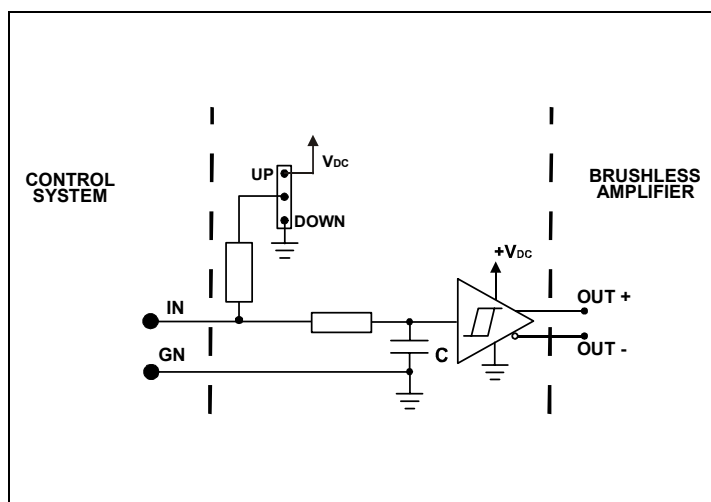 CONTROL
SYSTEM
UP
VDC
DOWN
BRUSHLESS
AMPLIFIER
+VDC
IN
OUT +
GN
C
OUT -